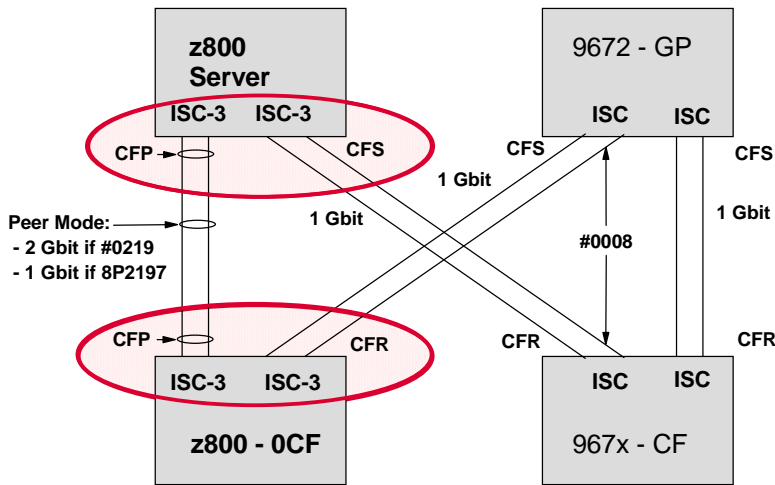 z800
Server
9672 - GP
ISC-3 ISC-3
ISC ISC
CFP
CFS
CFS
CFS
1 Gbit
1 Gbit
1 Gbit
Peer Mode:
- 2 Gbit if #0219
- 1 Gbit if 8P2197
#0008
CFP
CFR
CFR
CFR
ISC-3 ISC-3
ISC ISC
z800 - 0CF
967x - CF